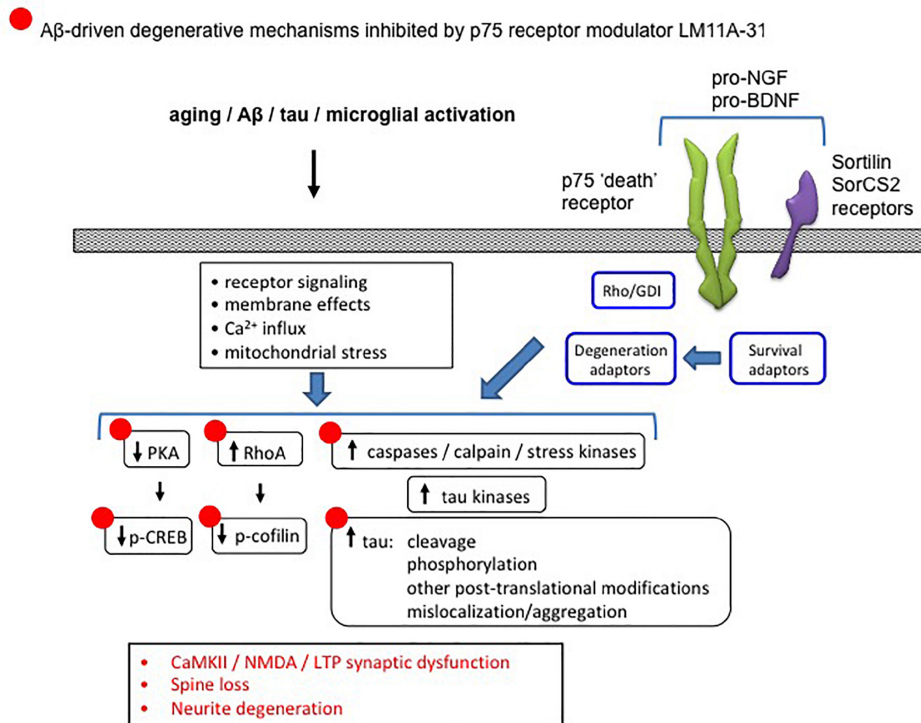 Aβ-driven degenerative mechanisms inhibited by p75 receptor modulator LM11A-31
pro-NGF
pro-BDNF
aging / Aβ / tau / microglial activation
p75 ‘death’
receptor
Sortilin
SorCS2
receptors
• receptor signaling
• membrane effects
• Ca²⁺ influx
• mitochondrial stress
Rho/GDI
Degeneration
adaptors
Survival
adaptors
↓ PKA
↑ RhoA
↑ caspases / calpain / stress kinases
↑ tau kinases
↓ p-CREB
↓ p-cofilin
↑ tau: cleavage
phosphorylation
other post-translational modifications
mislocalization/aggregation
• CaMKII / NMDA / LTP synaptic dysfunction
• Spine loss
• Neurite degeneration